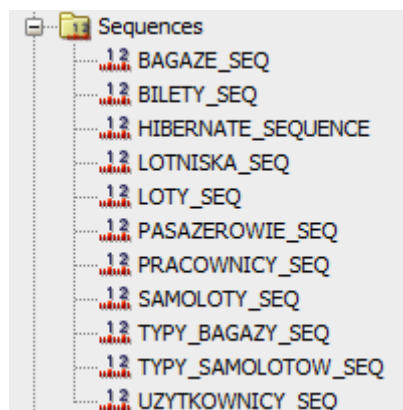 Sequences
BAGAZE_SEQ
BILETY_SEQ
HIBERNATE_SEQUENCE
LOTNISKA_SEQ
LOTY_SEQ
PASAZEROWIE_SEQ
PRACOWNICY_SEQ
SAMOLOTY_SEQ
TYPY_BAGAZY_SEQ
TYPY_SAMOLOTOW_SEQ
UZYTKOWNICY_SEQ